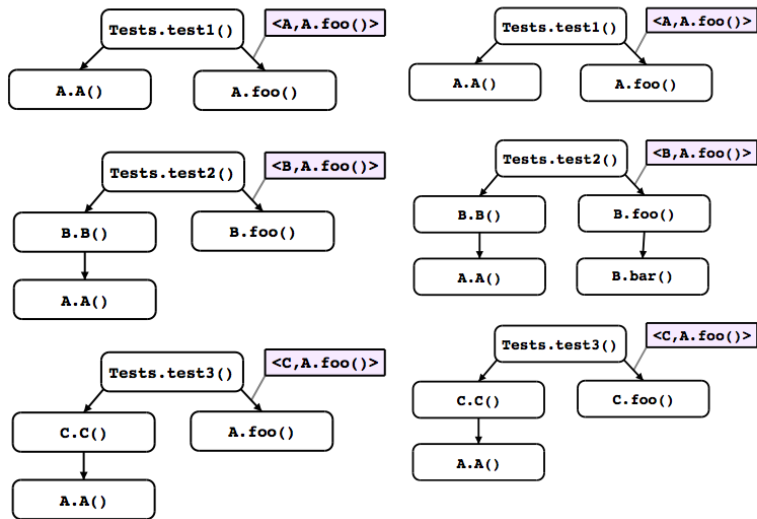 Tests.test1()
<A,A.foo()>
A.A()
A.foo()
Tests.test2()
<B,A.foo()>
B.B()
B.foo()
A.A()
Tests.test3()
<C,A.foo()>
C.C()
A.foo()
A.A()
Tests.test1()
<A,A.foo()>
A.A()
A.foo()
Tests.test2()
<B,A.foo()>
B.B()
B.foo()
A.A()
B.bar()
Tests.test3()
<C,A.foo()>
C.C()
C.foo()
A.A()